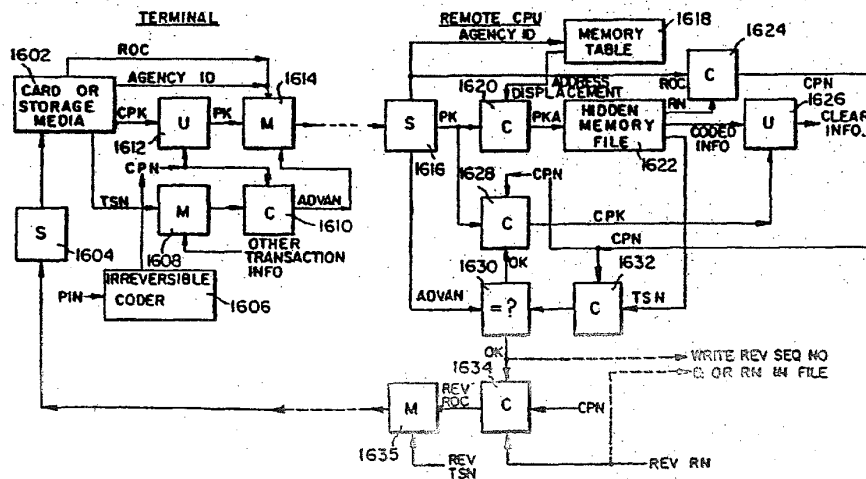 TERMINAL
REMOTE CPU
1602
ROC
AGENCY ID
1614
CARD OR
STORAGE
MEDIA
CPK
U
PK
M
1612
CPN
TSN
M
C
ADVAN
1610
1608
OTHER
TRANSACTION
INFO
S
1604
PIN
IRREVERSIBLE
CODER
1606
AGENCY ID
MEMORY
TABLE
1618
1624
C
ROC
1620
ADDRESS
DISPLACEMENT
CPN
S
PK
C
PKA
HIDDEN
MEMORY
FILE
RN
CODED
INFO
U
1626
CLEAR
INFO.
1616
1622
1628
C
CPN
CPK
CPN
OK
1630
1632
ADVAN
= ?
C
TSN
OK
WRITE REV SEQ NO
OR RN IN FILE
1634
REV
ROC
M
C
CPN
1635
REV
TSN
REV RN